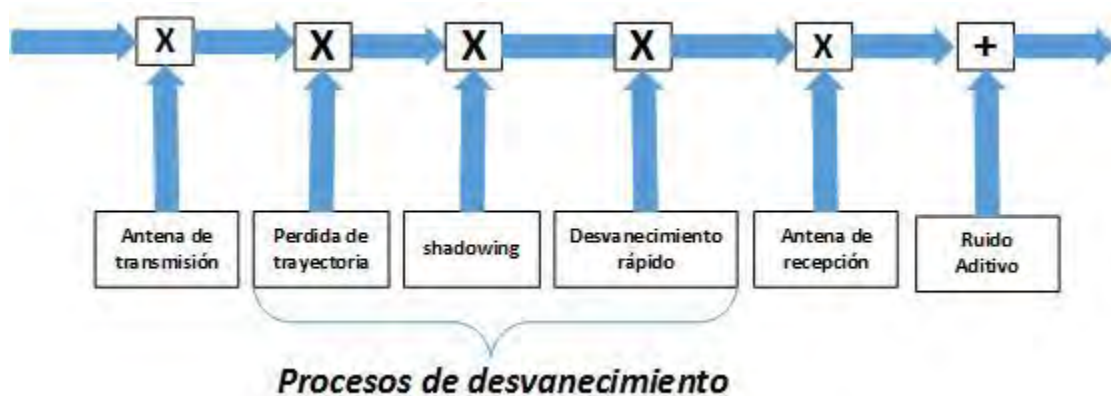 X X X X X +
Antena de
transmisión
Perdida de
trayectoria
shadowing
Desvanecimiento
rápido
Antena de
recepción
Ruido
Aditivo
Procesos de desvanecimiento